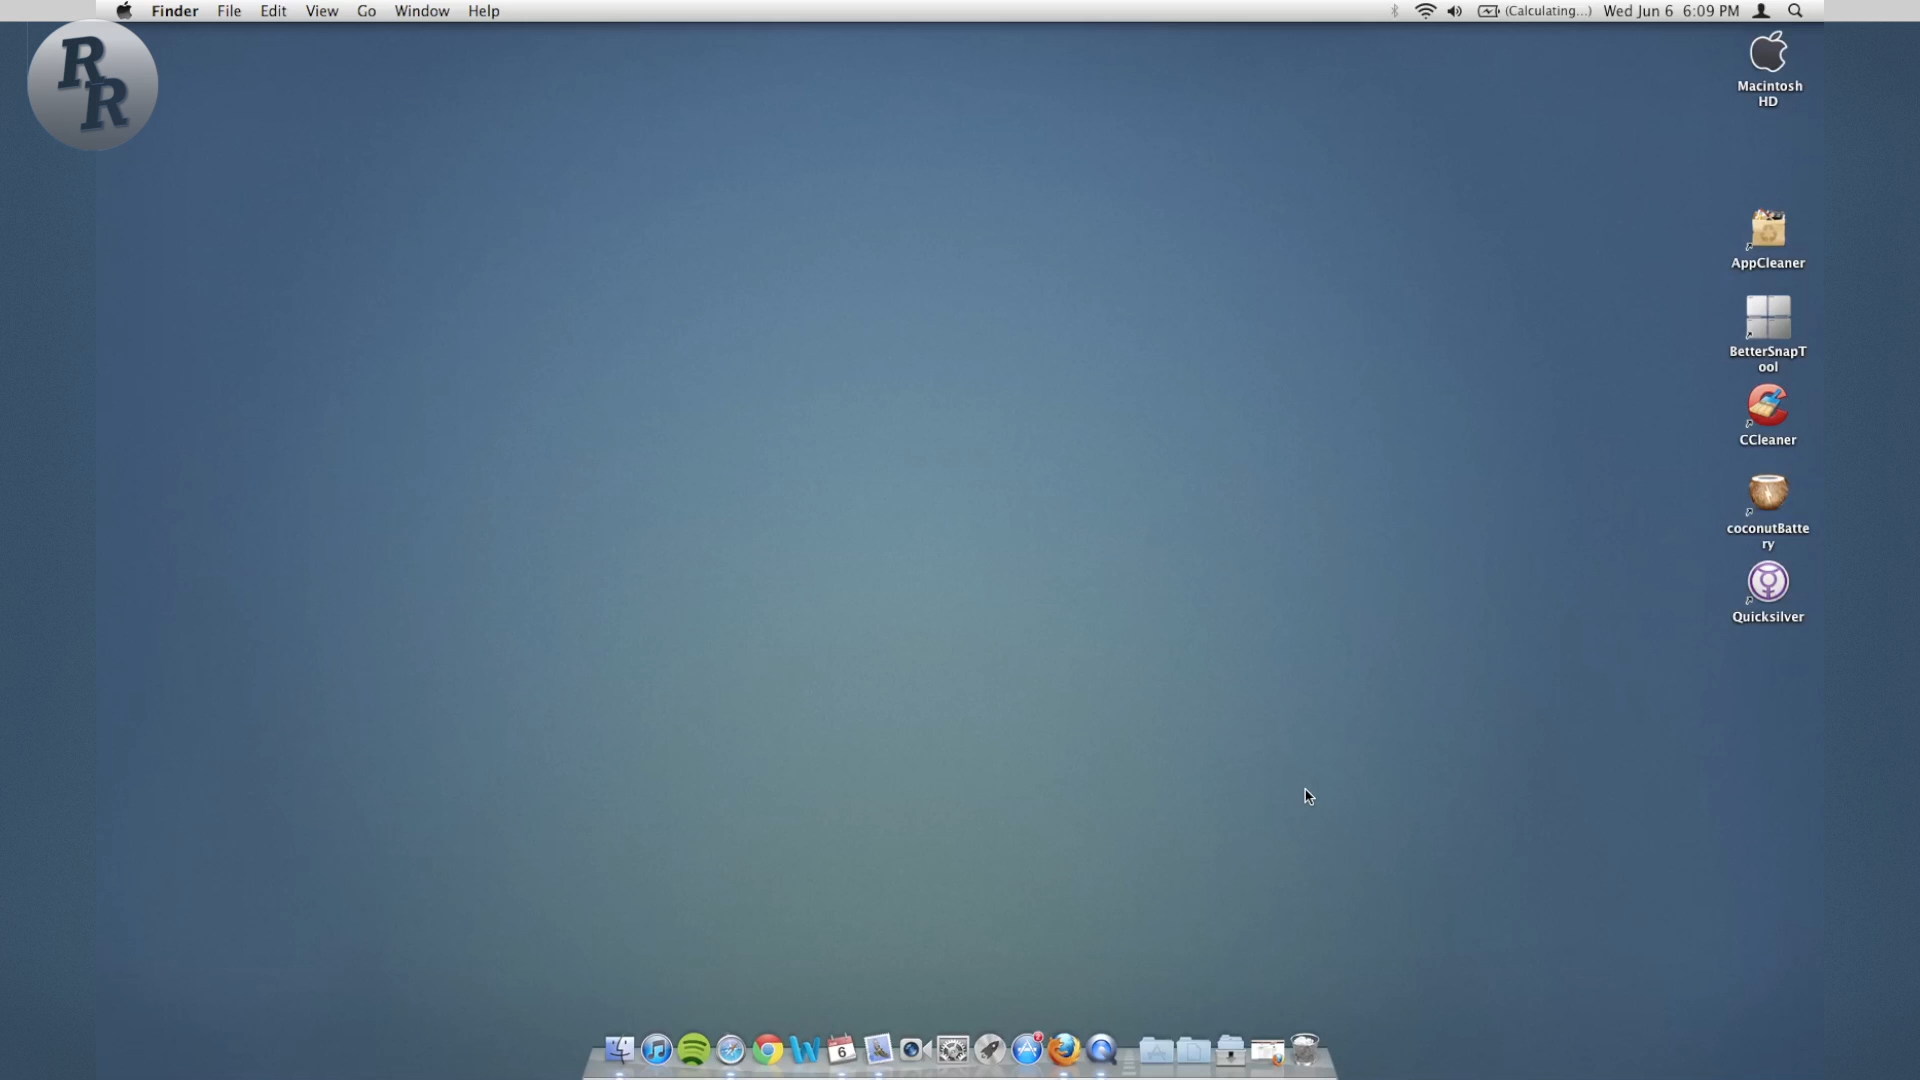 Finder File Edit View Go Window Help (Calculating...) Wed Jun 6 6:09 PM
R
R
Macintosh
HD
AppCleaner
BetterSnapT
ool
CCleaner
coconutBatte
ry
Quicksilver
W
6